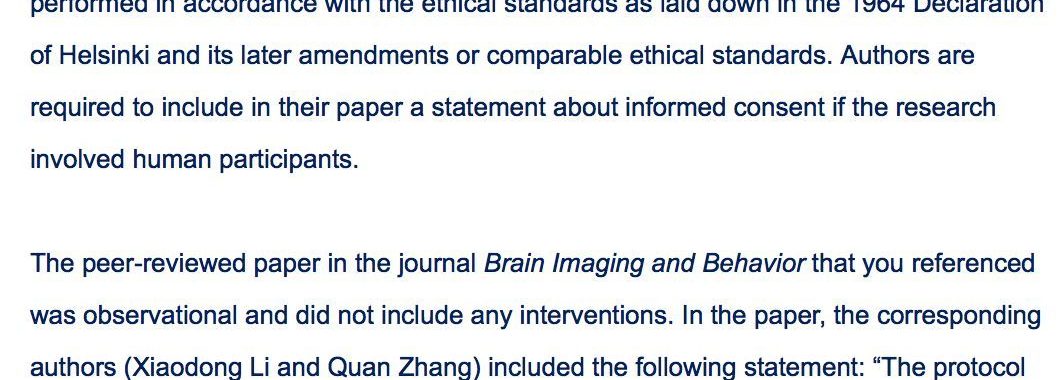 performed in accordance with the ethical standards as laid down in the 1964 Declaration
of Helsinki and its later amendments or comparable ethical standards. Authors are
required to include in their paper a statement about informed consent if the research
involved human participants.
The peer-reviewed paper in the journal Brain Imaging and Behavior that you referenced
was observational and did not include any interventions. In the paper, the corresponding
authors (Xiaodong Li and Quan Zhang) included the following statement: “The protocol